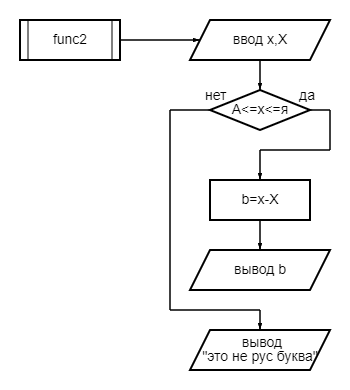 func2
ввод x,X
нет
да
А<=x<=я
b=x-X
вывод b
вывод
"это не рус буква"